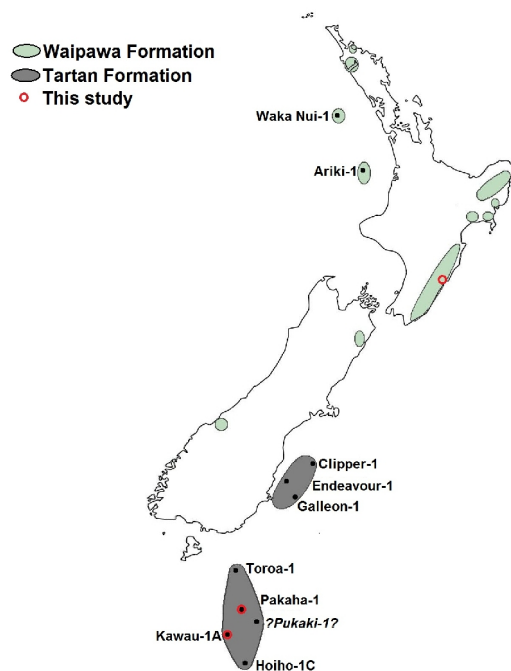 Waipawa Formation
Tartan Formation
This study
Waka Nui-1
Ariki-1
Clipper-1
Endeavour-1
Galleon-1
Toroa-1
Pakaha-1
?Pukaki-1?
Kawau-1A
Hoiho-1C